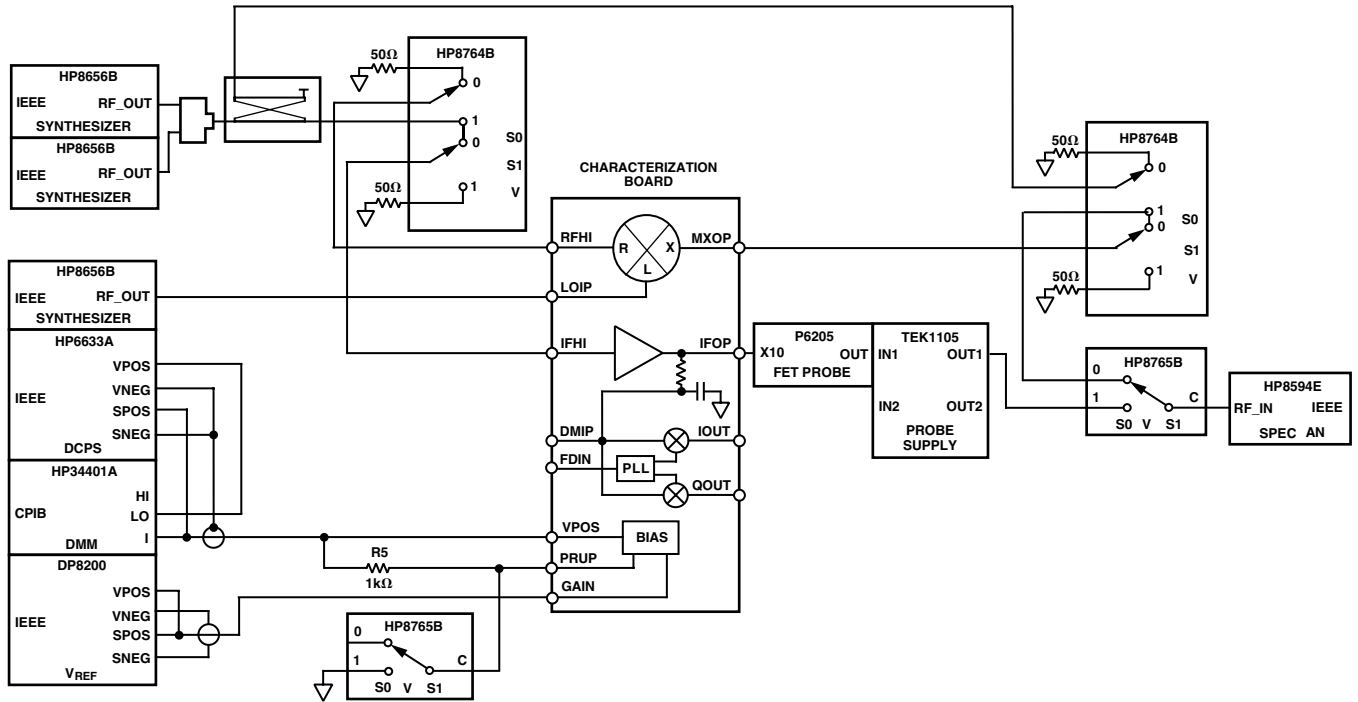 HP8656B
IEEE RF_OUT
SYNTHESIZER
HP8656B
IEEE RF_OUT
SYNTHESIZER
50Ω
HP8764B
0
1
0
S0
S1
50Ω
1
V
CHARACTERIZATION
BOARD
RFHI
R
X
L
MXOP
LOIP
IFHI
IFOP
DMIP
IOUT
FDIN
PLL
QOUT
VPOS
BIAS
PRUP
GAIN
HP8656B
IEEE RF_OUT
SYNTHESIZER
HP6633A
VPOS
VNEG
IEEE
SPOS
SNEG
DCPS
HP34401A
HI
CPIB
LO
I
DMM
DP8200
VPOS
VNEG
IEEE
SPOS
SNEG
VREF
R5
1kΩ
HP8765B
0
1
C
S0 V S1
P6205
X10 OUT
FET PROBE
TEK1105
IN1 OUT1
IN2 OUT2
PROBE
SUPPLY
HP8764B
50Ω
0
1
S0
0
S1
50Ω
1
V
HP8765B
0
1
C
S0 V S1
HP8594E
RF_IN IEEE
SPEC AN